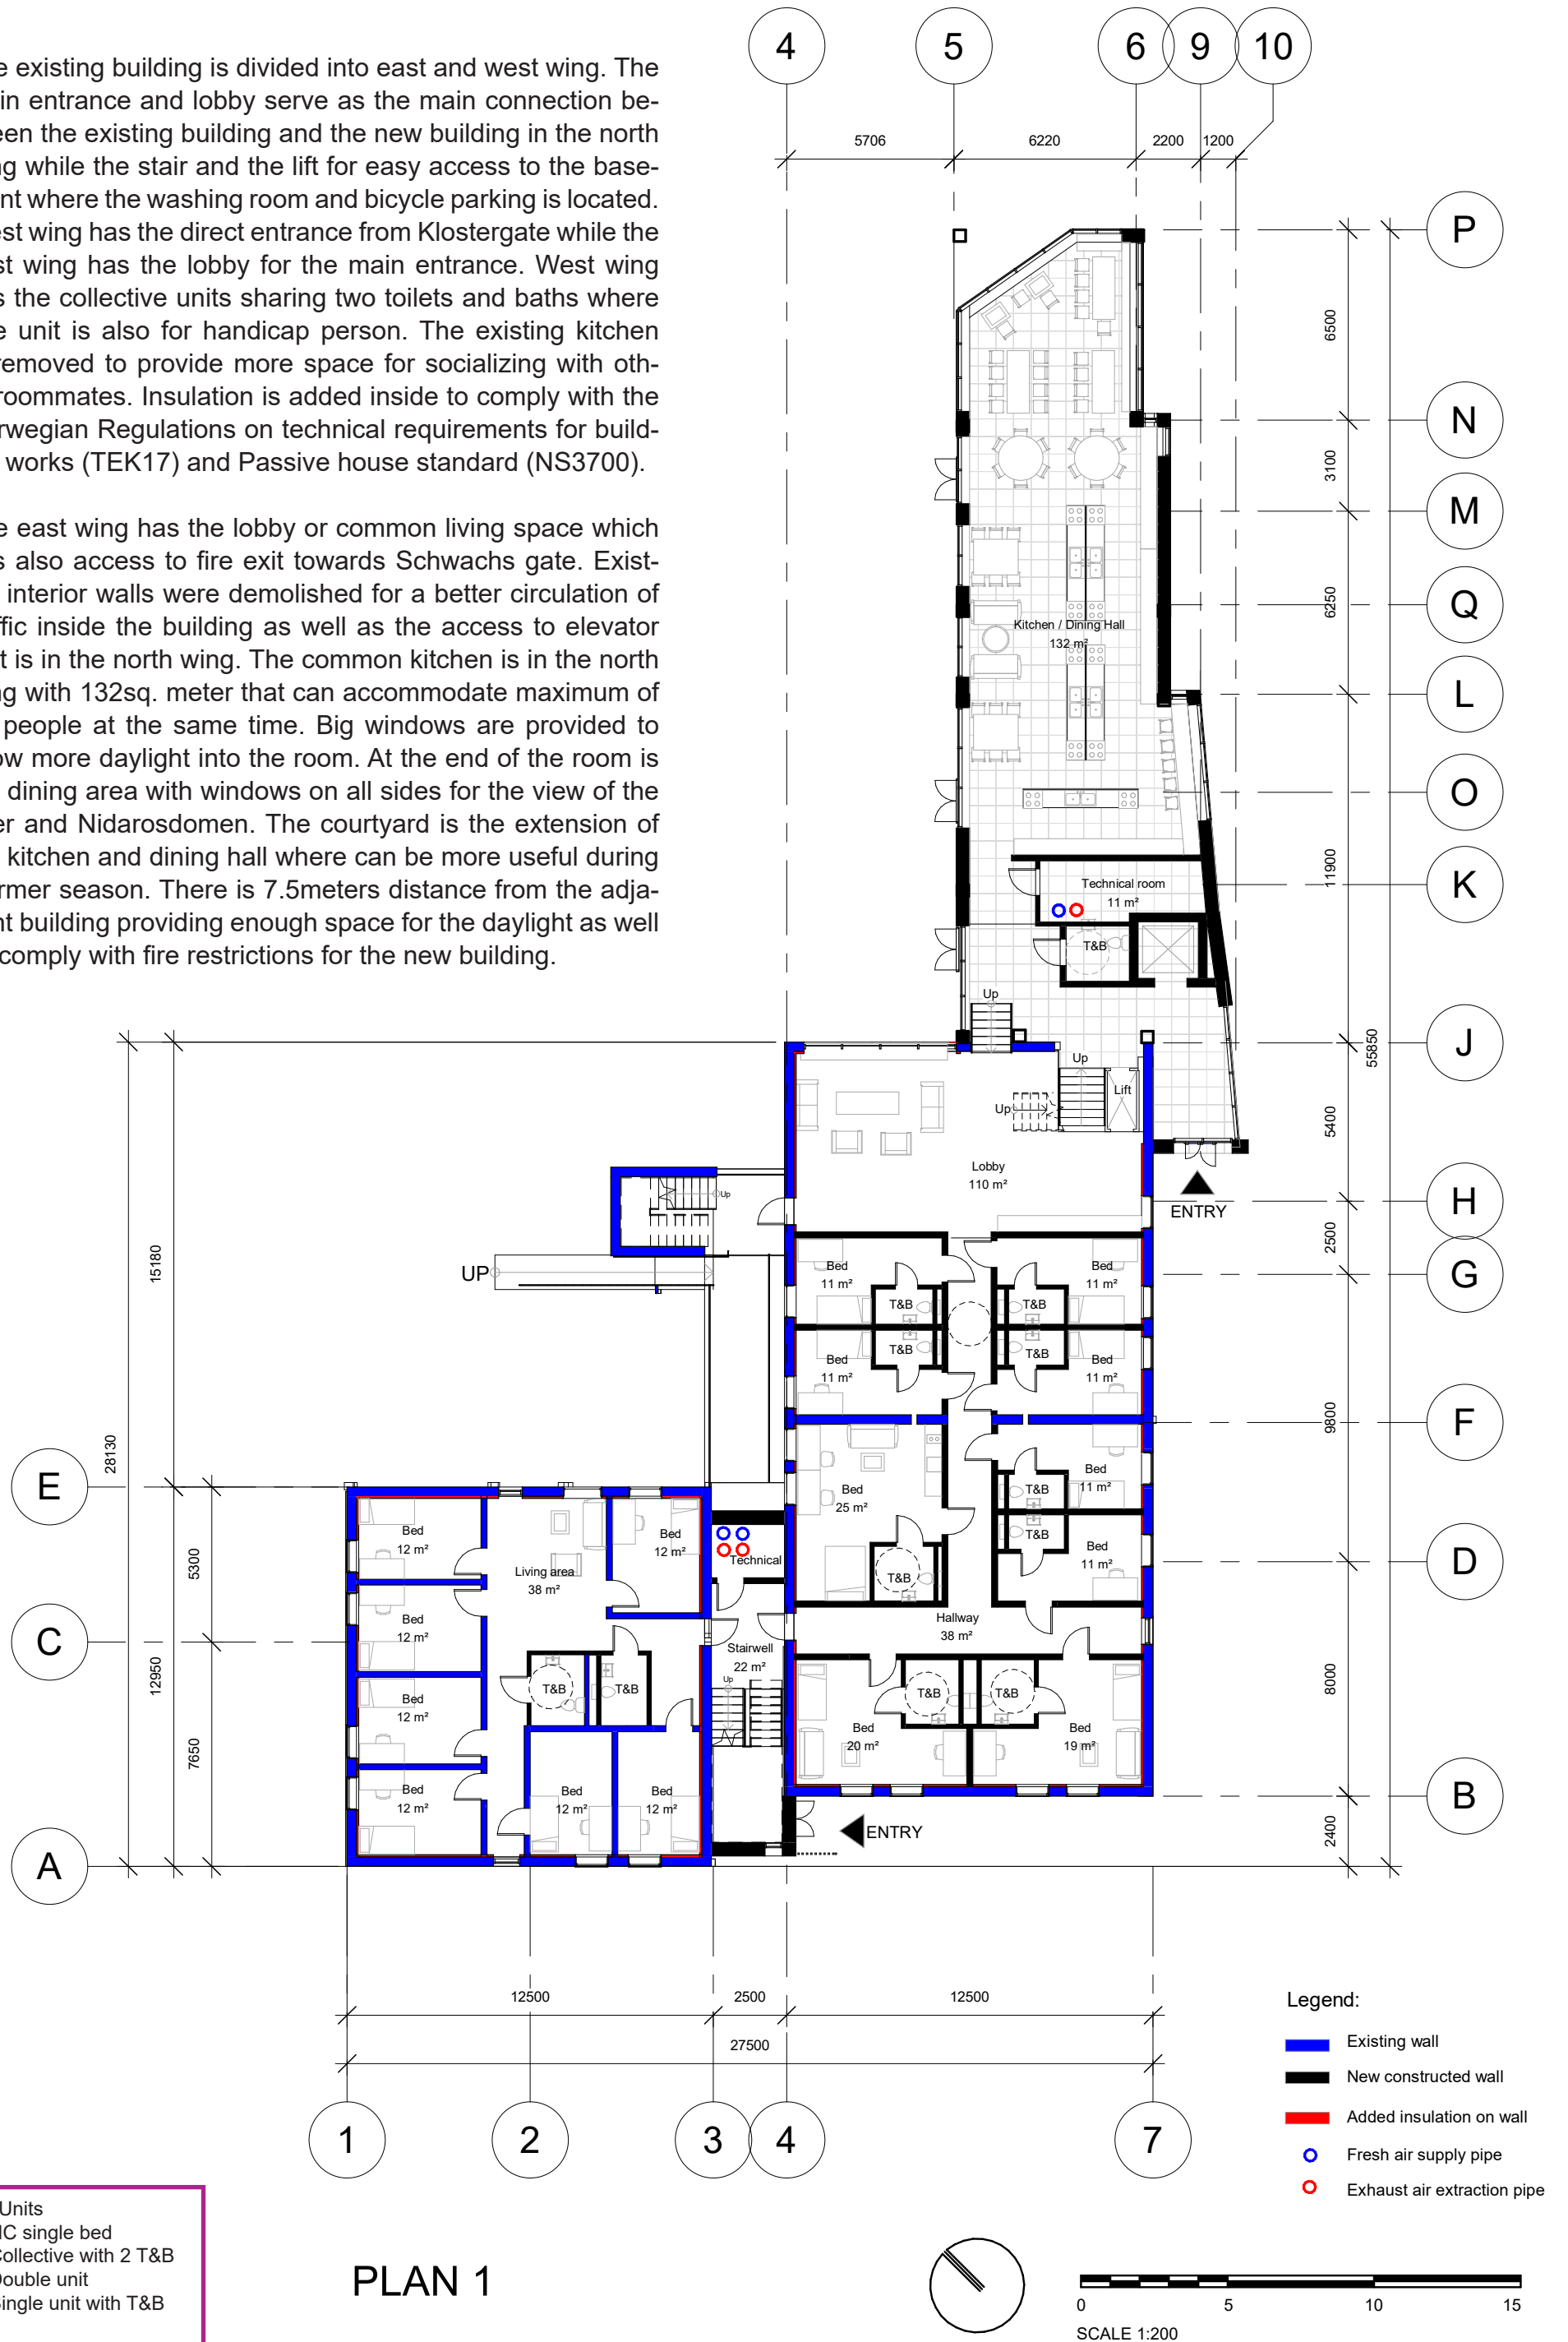 e existing building is divided into east and west wing. The
in entrance and lobby serve as the main connection be-
een the existing building and the new building in the north
ng while the stair and the lift for easy access to the base-
nt where the washing room and bicycle parking is located.
est wing has the direct entrance from Klostergate while the
st wing has the lobby for the main entrance. West wing
s the collective units sharing two toilets and baths where
e unit is also for handicap person. The existing kitchen
removed to provide more space for socializing with oth-
roommates. Insulation is added inside to comply with the
rwegian Regulations on technical requirements for build-
works (TEK17) and Passive house standard (NS3700).
e east wing has the lobby or common living space which
s also access to fire exit towards Schwachs gate. Exist-
interior walls were demolished for a better circulation of
ffic inside the building as well as the access to elevator
t is in the north wing. The common kitchen is in the north
ng with 132sq. meter that can accommodate maximum of
people at the same time. Big windows are provided to
ow more daylight into the room. At the end of the room is
dining area with windows on all sides for the view of the
er and Nidarosdomen. The courtyard is the extension of
kitchen and dining hall where can be more useful during
rmer season. There is 7.5meters distance from the adja-
nt building providing enough space for the daylight as well
comply with fire restrictions for the new building.
4 5 6 9 10
5706 6220 2200 1200
P
6500
N
3100
M
6250
Q
Kitchen / Dining Hall
132 m²
L
O
11900
K
Technical room
11 m²
T&B
Up
J
55850
Up
Lift
Up
5400
Lobby
110 m²
H
ENTRY
Up
2500
UP
15180
G
Bed
11 m²
T&B
T&B
Bed
11 m²
Bed
11 m²
T&B
T&B
Bed
11 m²
F
9800
28130
E
Bed
25 m²
T&B
Bed
11 m²
T&B
Bed
11 m²
T&B
D
5300
Bed
12 m²
Living area
38 m²
Bed
12 m²
Technical
C
Bed
12 m²
Hallway
38 m²
Stairwell
22 m²
Up
12950
T&B
T&B
Bed
12 m²
T&B
T&B
8000
Bed
20 m²
Bed
19 m²
7650
Bed
12 m²
Bed
12 m²
Bed
12 m²
B
ENTRY
2400
A
12500 2500 12500
27500
1 2 3 4 7
Legend:
Existing wall
New constructed wall
Added insulation on wall
Fresh air supply pipe
Exhaust air extraction pipe
Units
HC single bed
Collective with 2 T&B
Double unit
Single unit with T&B
PLAN 1
0 5 10 15
SCALE 1:200